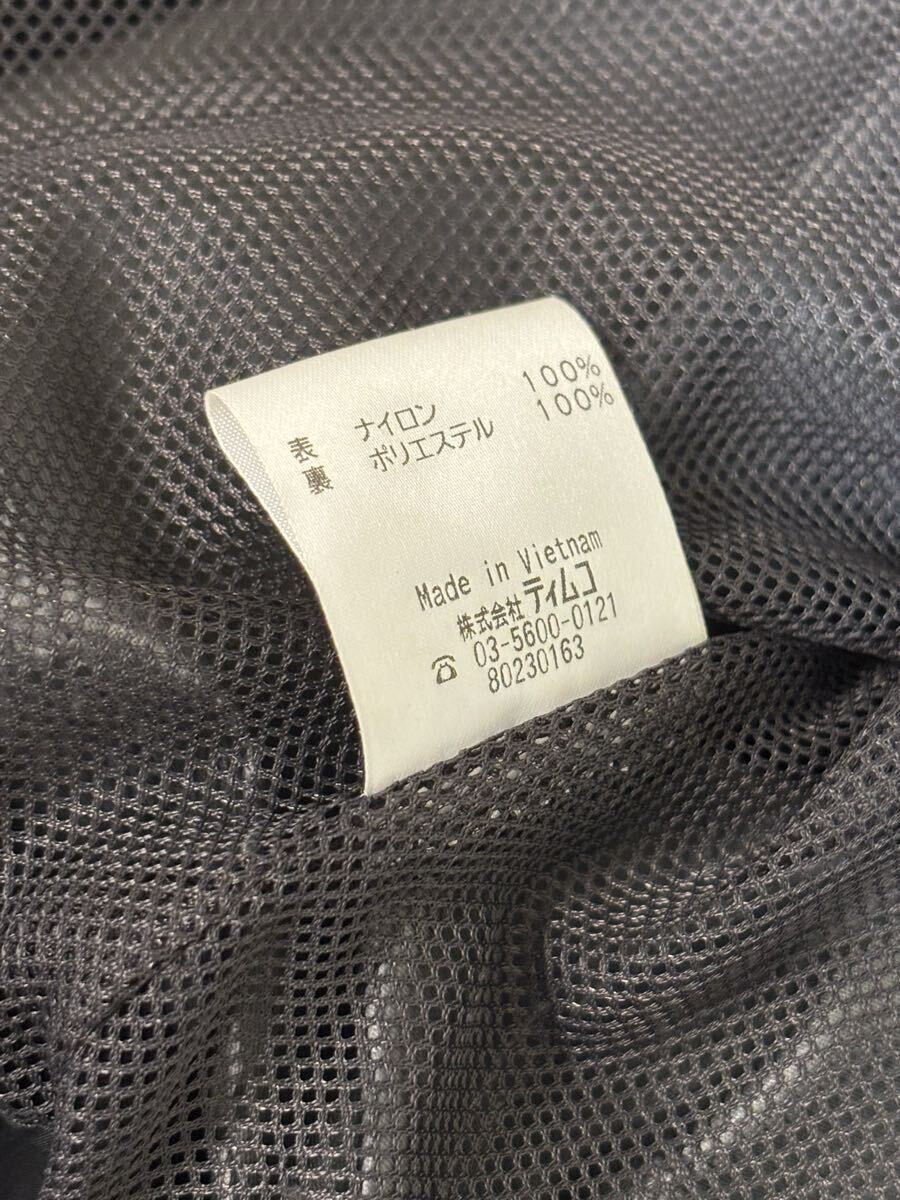 表 ナイロン 100%
裏 ポリエステル 100%
Made in Vietnam
株式会社 ティムコ
☎ 03-5600-0121
80230163